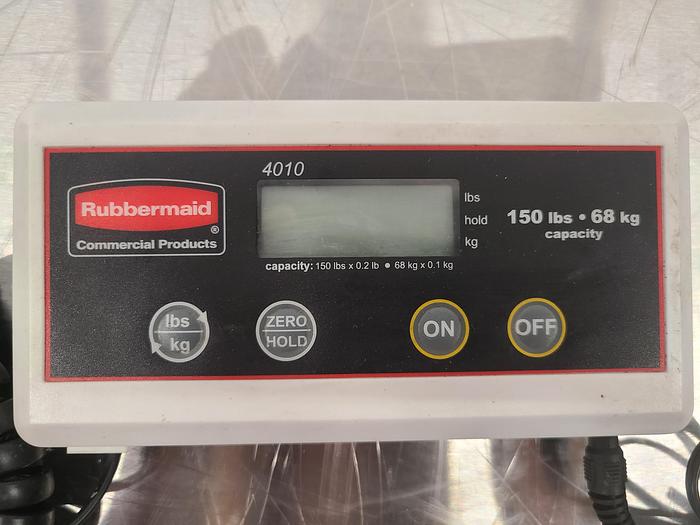 4010
Rubbermaid
®
Commercial Products
lbs
hold
kg
150 lbs • 68 kg
capacity
capacity: 150 lbs x 0.2 lb ● 68 kg x 0.1 kg
lbs
kg
ZERO
HOLD
ON
OFF